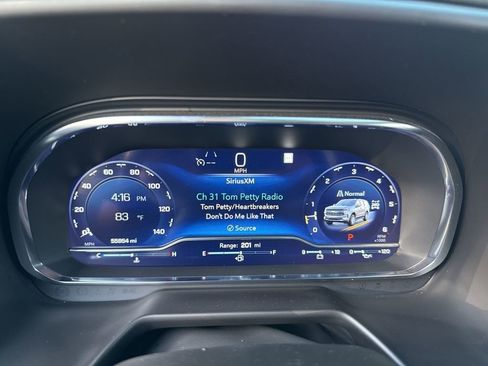 0
MPH
SiriusXM
Ch 31 Tom Petty Radio
Tom Petty/Heartbreakers
Don't Do Me Like That
Source
Range: 201 mi
E F
4:16 PM
83 °F
20
40
60
80
100
120
140
MPH
55954 mi
C H
Normal
0
1
2
3
4
5
6
P
RPM
x1000